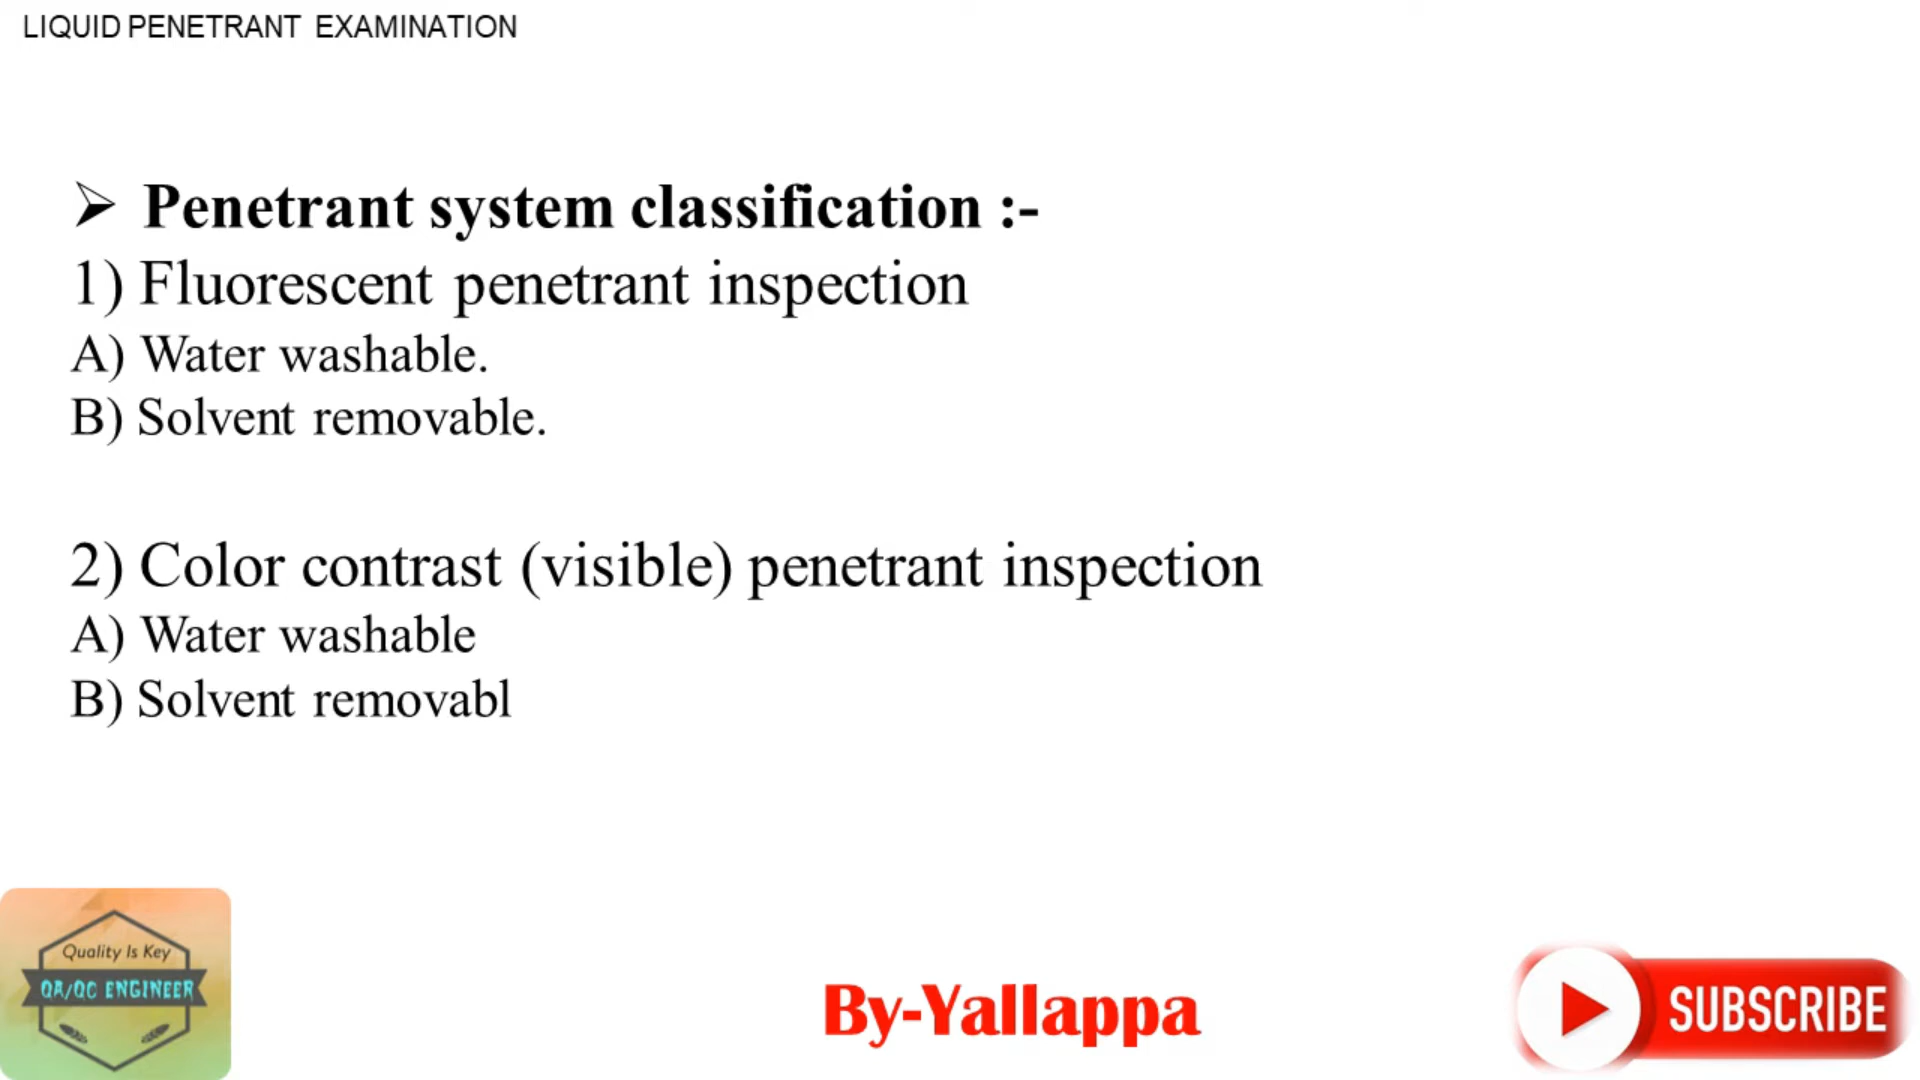 LIQUID PENETRANT EXAMINATION
➢ Penetrant system classification :-
1) Fluorescent penetrant inspection
A) Water washable.
B) Solvent removable.
2) Color contrast (visible) penetrant inspection
A) Water washable
B) Solvent removabl
Quality Is Key
QA/QC ENGINEER
By-Yallappa
SUBSCRIBE